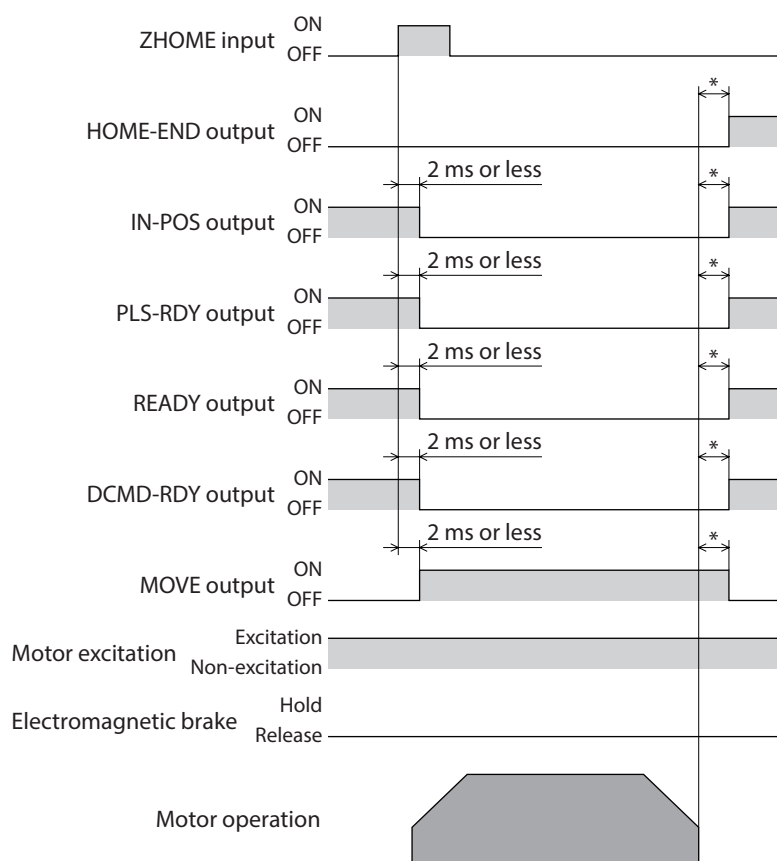 ZHOME input
ON
OFF
*
HOME-END output
ON
OFF
2 ms or less
*
IN-POS output
ON
OFF
2 ms or less
*
PLS-RDY output
ON
OFF
2 ms or less
*
READY output
ON
OFF
2 ms or less
*
DCMD-RDY output
ON
OFF
2 ms or less
*
MOVE output
ON
OFF
Motor excitation
Excitation
Non-excitation
Electromagnetic brake
Hold
Release
Motor operation